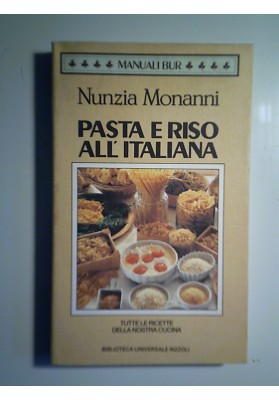 MANUALI BUR
Nunzia Monanni
PASTA E RISO
ALL'ITALIANA
TUTTE LE RICETTE
DELLA NOSTRA CUCINA
BIBLIOTECA UNIVERSALE RIZZOLI